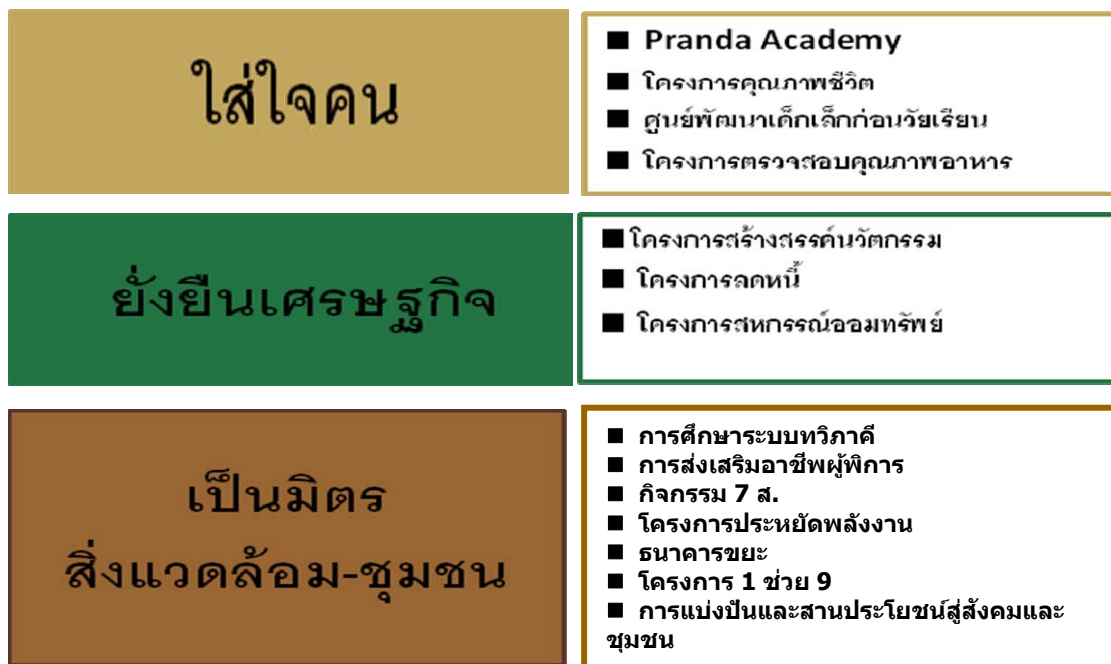 ใส่ใจคน
■ Pranda Academy
■ โครงการคุณภาพชีวิต
■ ศูนย์พัฒนาเด็กเล็กก่อนวัยเรียน
■ โครงการตรวจสอบคุณภาพอาหาร
ยั่งยืนเศรษฐกิจ
■ โครงการสร้างสรรค์นวัตกรรม
■ โครงการลดหนี้
■ โครงการสหกรณ์ออมทรัพย์
เป็นมิตร
สิ่งแวดล้อม-ชุมชน
■ การศึกษาระบบทวิภาคี
■ การส่งเสริมอาชีพผู้พิการ
■ กิจกรรม 7 ส.
■ โครงการประหยัดพลังงาน
■ ธนาคารขยะ
■ โครงการ 1 ช่วย 9
■ การแบ่งปันและสานประโยชน์สู่สังคมและ
ชุมชน